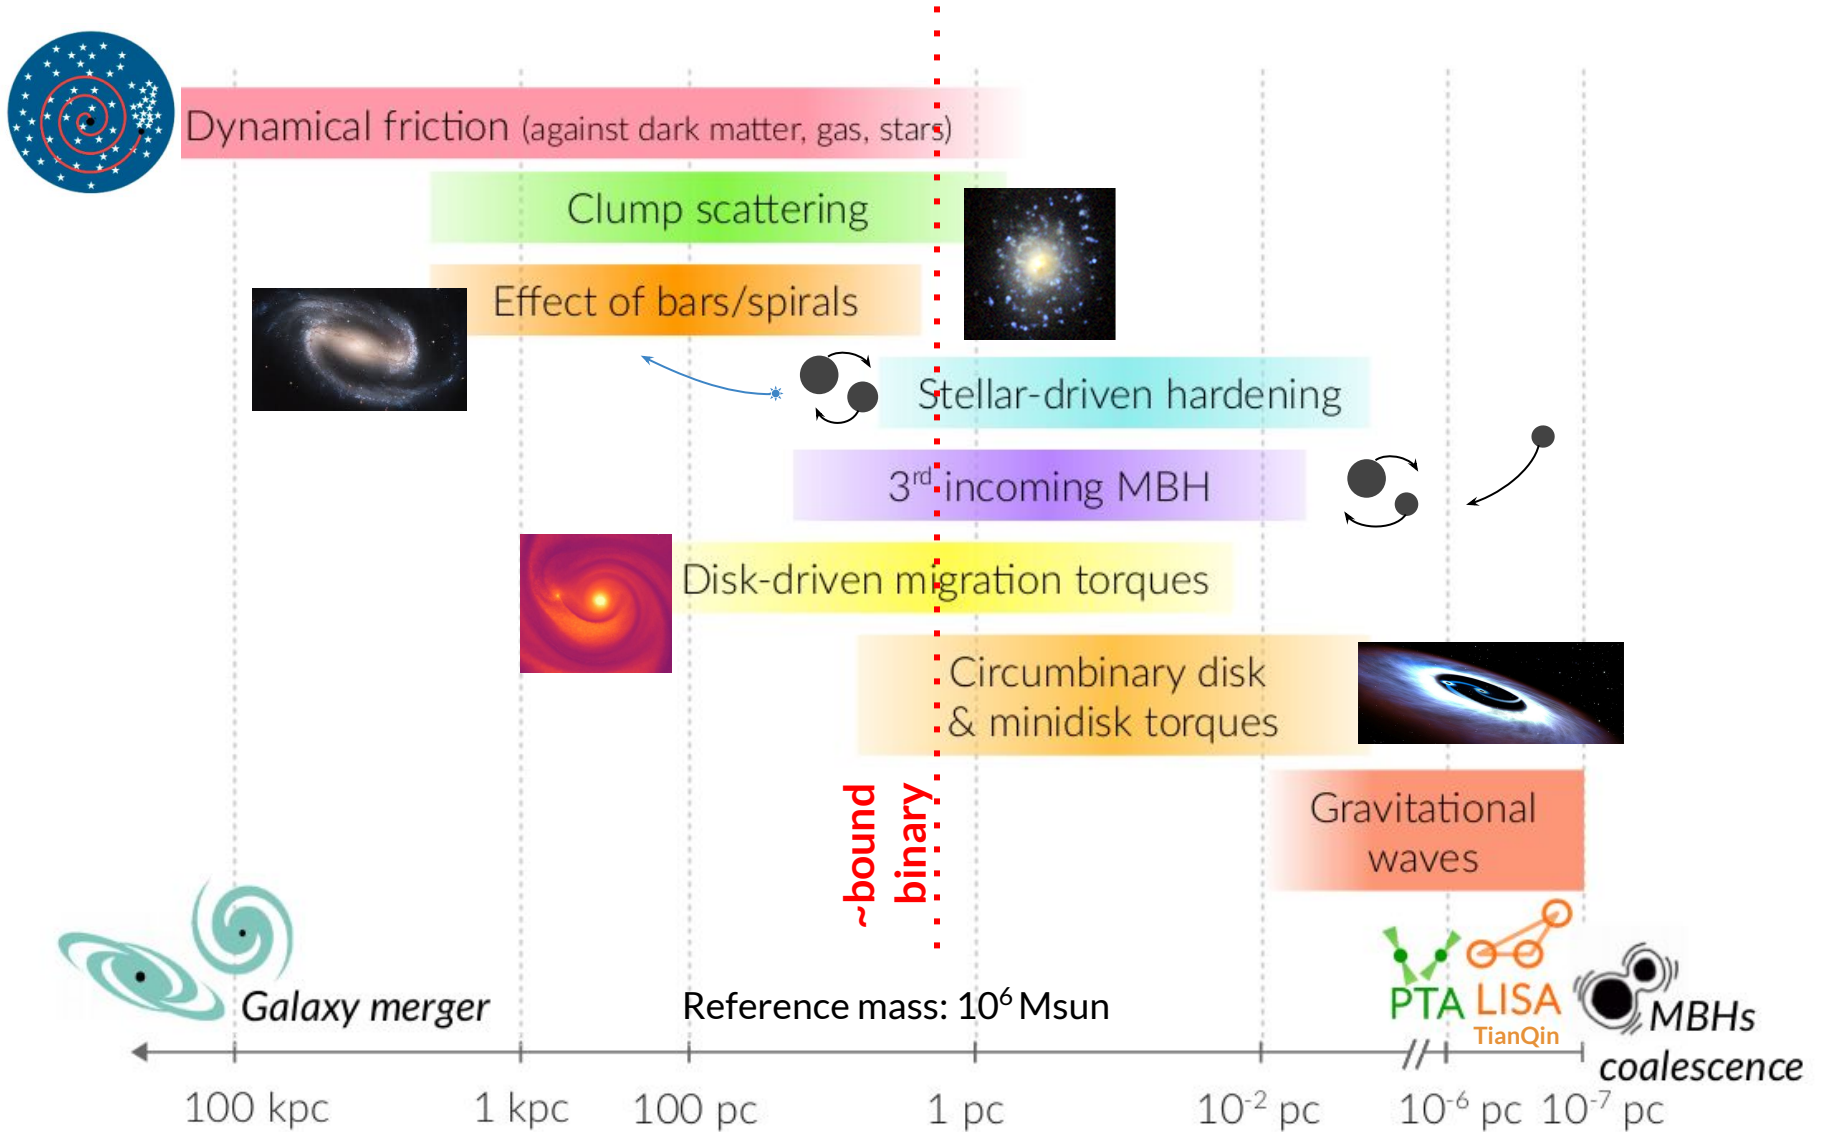 Dynamical friction (against dark matter, gas, stars)
Clump scattering
Effect of bars/spirals
Stellar-driven hardening
3rd incoming MBH
Disk-driven migration torques
Circumbinary disk
& minidisk torques
~bound
binary
Gravitational
waves
PTA LISA
TianQin
Galaxy merger
Reference mass: 10⁶ Msun
MBHs
coalescence
100 kpc 1 kpc 100 pc 1 pc 10⁻² pc 10⁻⁶ pc 10⁻⁷ pc